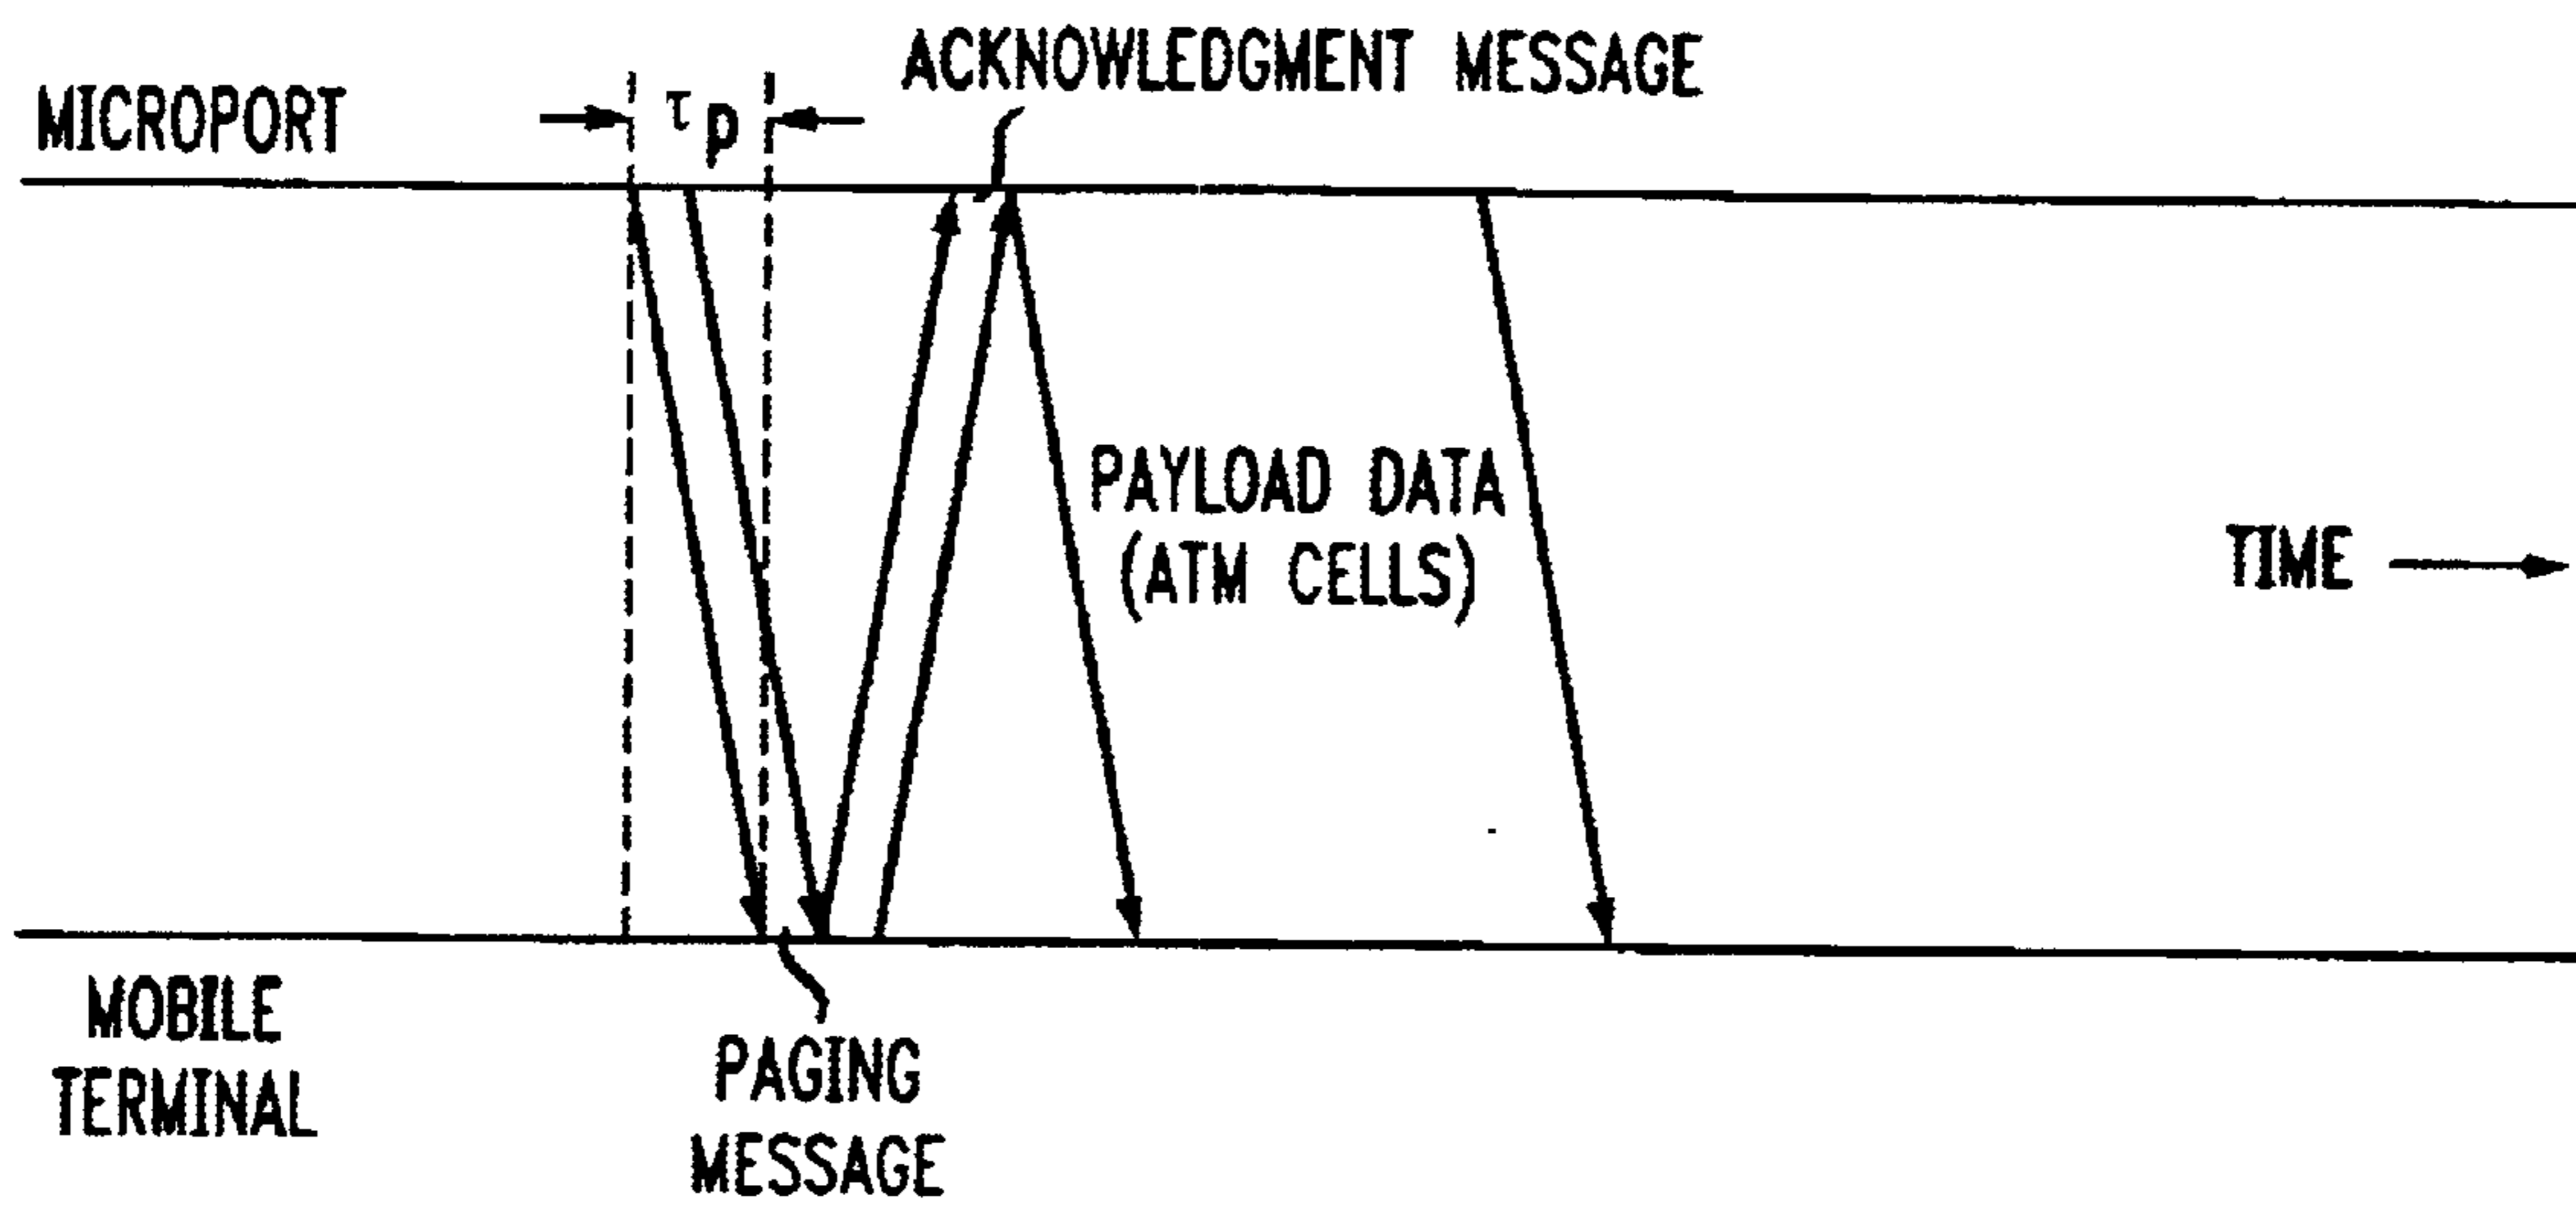 ACKNOWLEDGMENT MESSAGE
MICROPORT
τp
PAYLOAD DATA
(ATM CELLS)
TIME
MOBILE
TERMINAL
PAGING
MESSAGE